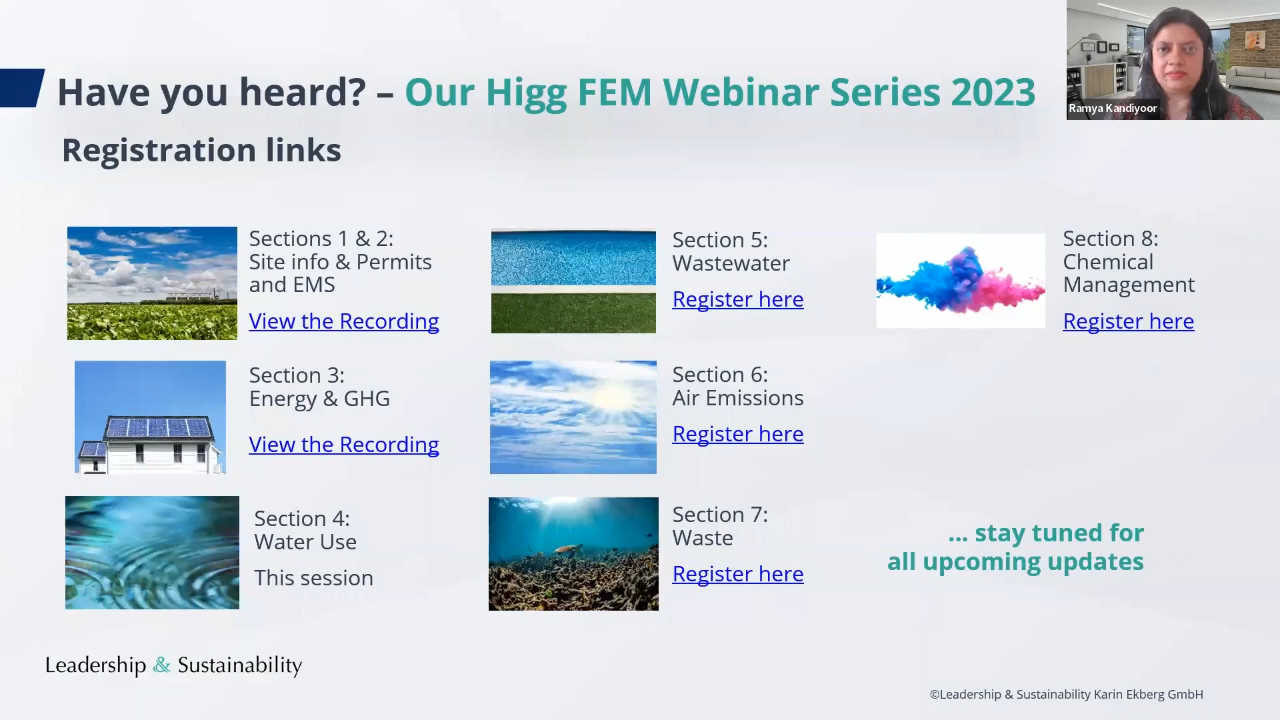 Have you heard? – Our Higg FEM Webinar Series 2023
Ramya Kandiyoor
Registration links
Sections 1 & 2:
Site info & Permits
and EMS
View the Recording
Section 3:
Energy & GHG
View the Recording
Section 4:
Water Use
This session
Section 5:
Wastewater
Register here
Section 6:
Air Emissions
Register here
Section 7:
Waste
Register here
Section 8:
Chemical
Management
Register here
... stay tuned for
all upcoming updates
Leadership & Sustainability
©Leadership & Sustainability Karin Ekberg GmbH